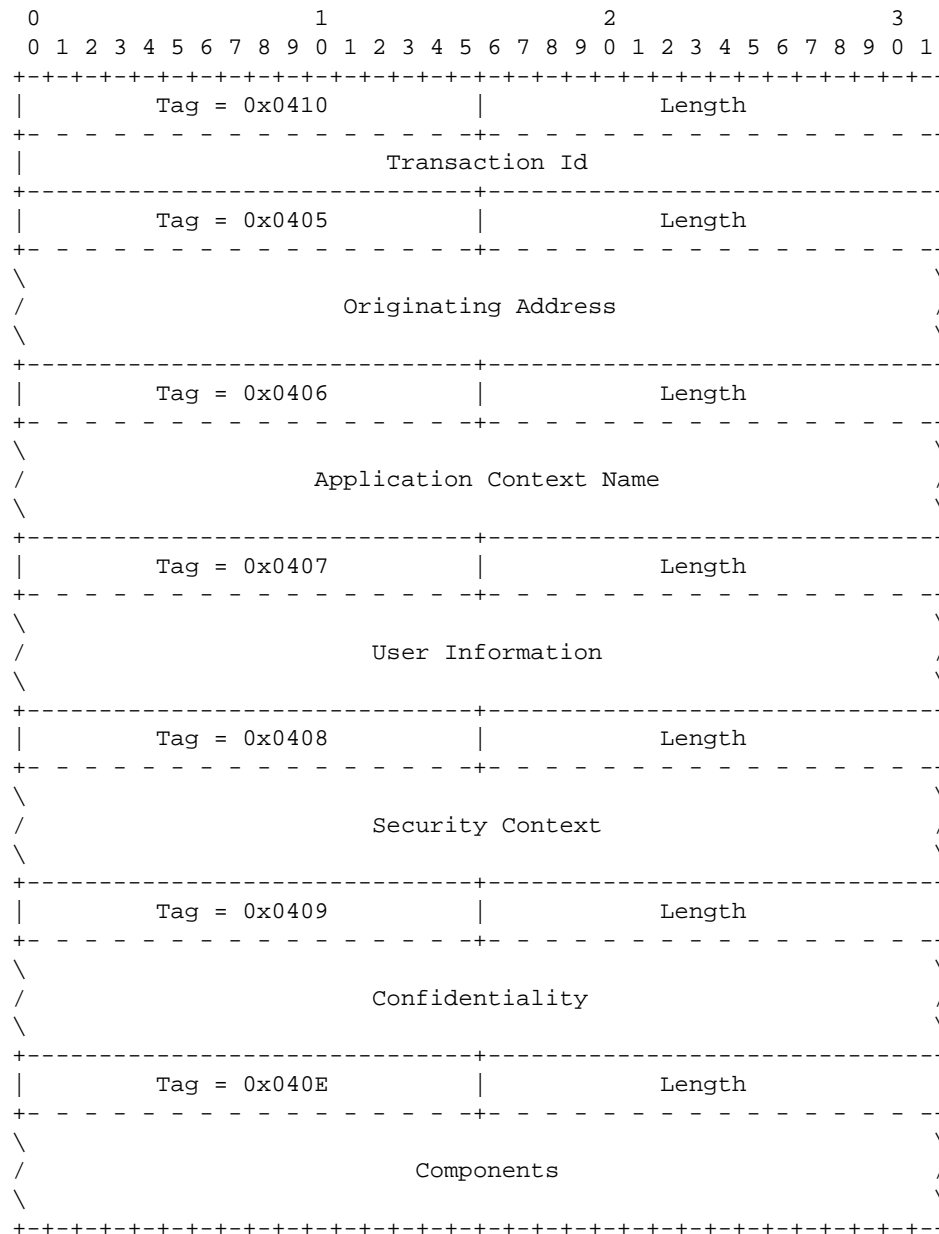 0                   1                   2                   3
0 1 2 3 4 5 6 7 8 9 0 1 2 3 4 5 6 7 8 9 0 1 2 3 4 5 6 7 8 9 0 1
+-+-+-+-+-+-+-+-+-+-+-+-+-+-+-+-+-+-+-+-+-+-+-+-+-+-+-+-+-+-+-+--
|         Tag = 0x0410          |            Length
+- - - - - - - - - - - - - - - -+- - - - - - - - - - - - - - - --
|                         Transaction Id
+-------------------------------+--------------------------------
|         Tag = 0x0405          |            Length
+- - - - - - - - - - - - - - - -+- - - - - - - - - - - - - - - --
\                                                               \
/                      Originating Address                      /
\                                                               \
+-------------------------------+--------------------------------
|         Tag = 0x0406          |            Length
+- - - - - - - - - - - - - - - -+- - - - - - - - - - - - - - - --
\                                                               \
/                    Application Context Name                   /
\                                                               \
+-------------------------------+--------------------------------
|         Tag = 0x0407          |            Length
+- - - - - - - - - - - - - - - -+- - - - - - - - - - - - - - - --
\                                                               \
/                        User Information                       /
\                                                               \
+-------------------------------+--------------------------------
|         Tag = 0x0408          |            Length
+- - - - - - - - - - - - - - - -+- - - - - - - - - - - - - - - --
\                                                               \
/                        Security Context                       /
\                                                               \
+-------------------------------+--------------------------------
|         Tag = 0x0409          |            Length
+- - - - - - - - - - - - - - - -+- - - - - - - - - - - - - - - --
\                                                               \
/                        Confidentiality                        /
\                                                               \
+-------------------------------+--------------------------------
|         Tag = 0x040E          |            Length
+- - - - - - - - - - - - - - - -+- - - - - - - - - - - - - - - --
\                                                               \
/                           Components                          /
\                                                               \
+-+-+-+-+-+-+-+-+-+-+-+-+-+-+-+-+-+-+-+-+-+-+-+-+-+-+-+-+-+-+-+--